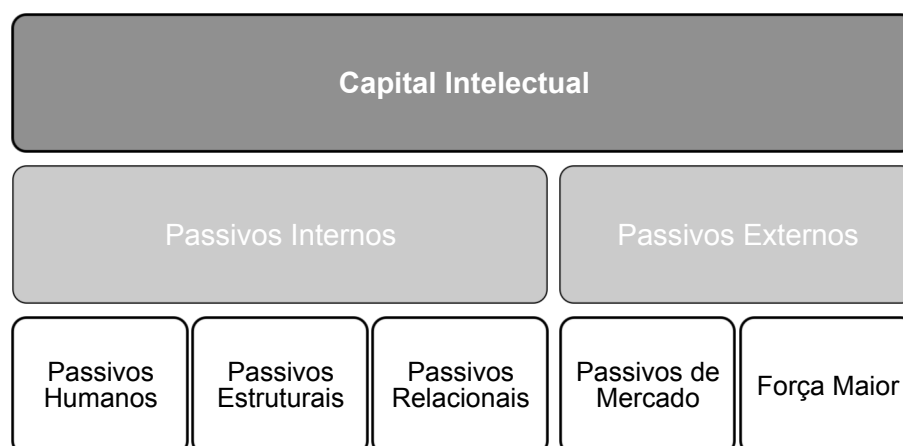 Capital Intelectual
Passivos Internos
Passivos Externos
Passivos
Humanos
Passivos
Estruturais
Passivos
Relacionais
Passivos de
Mercado
Força Maior